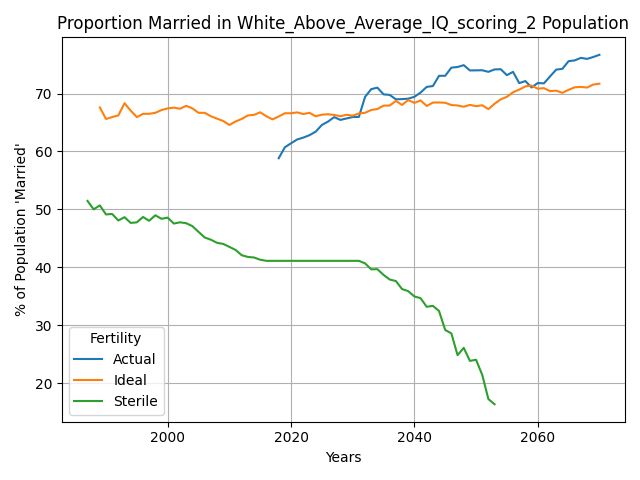 Proportion Married in White_Above_Average_IQ_scoring_2 Population
% of Population 'Married'
70
60
50
40
30
20
Fertility
Actual
Ideal
Sterile
2000 2020 2040 2060
Years